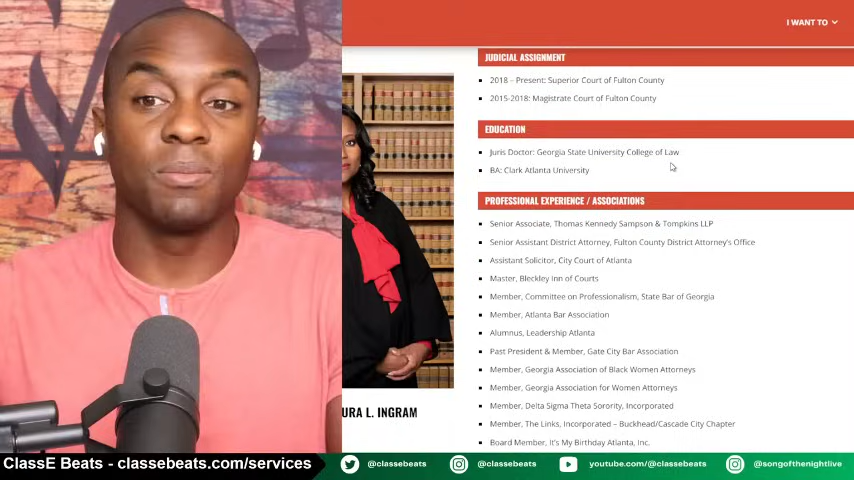 I WANT TO
JUDICIAL ASSIGNMENT
2018 – Present: Superior Court of Fulton County
2015-2018: Magistrate Court of Fulton County
EDUCATION
Juris Doctor: Georgia State University College of Law
BA: Clark Atlanta University
PROFESSIONAL EXPERIENCE / ASSOCIATIONS
Senior Associate, Thomas Kennedy Sampson & Tompkins LLP
Senior Assistant District Attorney, Fulton County District Attorney's Office
Assistant Solicitor, City Court of Atlanta
Master, Bleckley Inn of Courts
Member, Committee on Professionalism, State Bar of Georgia
Member, Atlanta Bar Association
Alumnus, Leadership Atlanta
Past President & Member, Gate City Bar Association
Member, Georgia Association of Black Women Attorneys
Member, Georgia Association for Women Attorneys
Member, Delta Sigma Theta Sorority, Incorporated
Member, The Links, Incorporated – Buckhead/Cascade City Chapter
Board Member, It's My Birthday Atlanta, Inc.
URA L. INGRAM
ClassE Beats - classebeats.com/services
@classebeats
@classebeats
youtube.com/@classebeats
@songofthenightlive